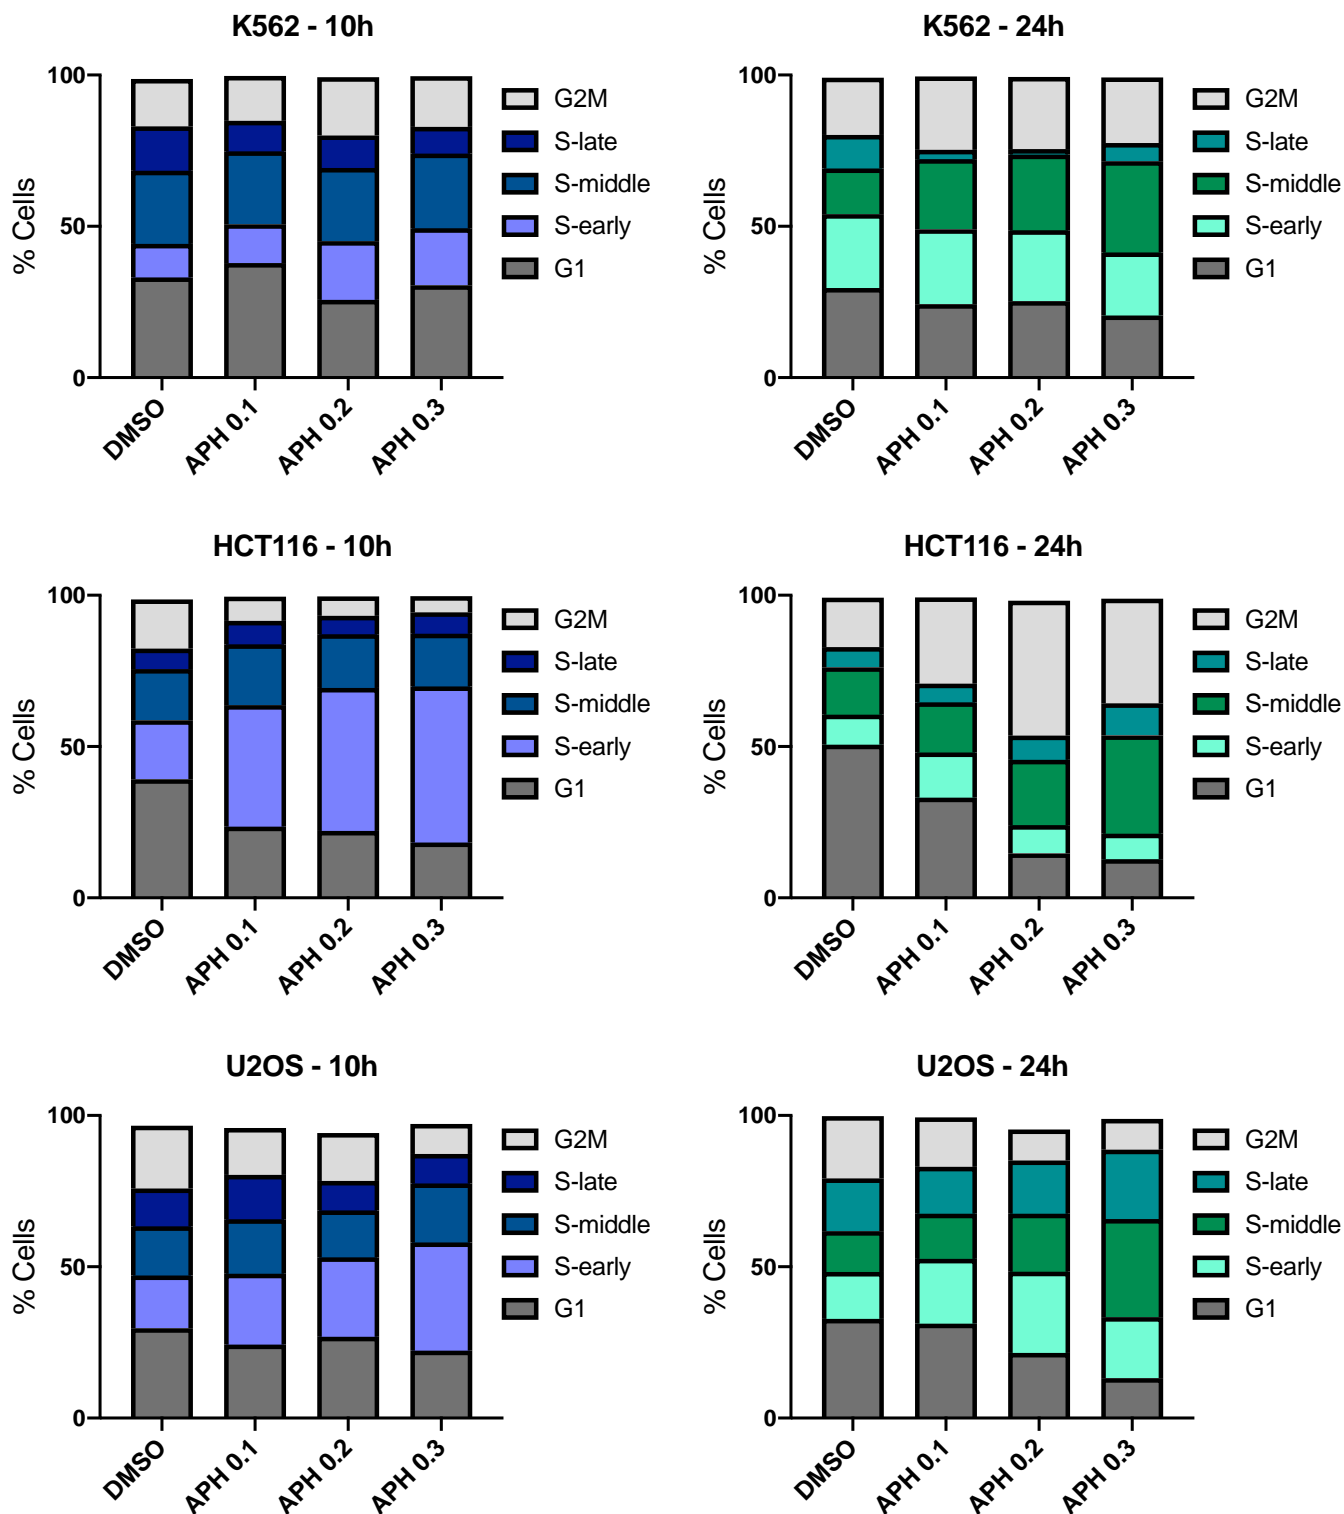 K562 - 10h
% Cells
100
50
0
DMSO
APH 0.1
APH 0.2
APH 0.3
G2M
S-late
S-middle
S-early
G1
K562 - 24h
% Cells
100
50
0
DMSO
APH 0.1
APH 0.2
APH 0.3
G2M
S-late
S-middle
S-early
G1
HCT116 - 10h
% Cells
100
50
0
DMSO
APH 0.1
APH 0.2
APH 0.3
G2M
S-late
S-middle
S-early
G1
HCT116 - 24h
% Cells
100
50
0
DMSO
APH 0.1
APH 0.2
APH 0.3
G2M
S-late
S-middle
S-early
G1
U2OS - 10h
% Cells
100
50
0
DMSO
APH 0.1
APH 0.2
APH 0.3
G2M
S-late
S-middle
S-early
G1
U2OS - 24h
% Cells
100
50
0
DMSO
APH 0.1
APH 0.2
APH 0.3
G2M
S-late
S-middle
S-early
G1